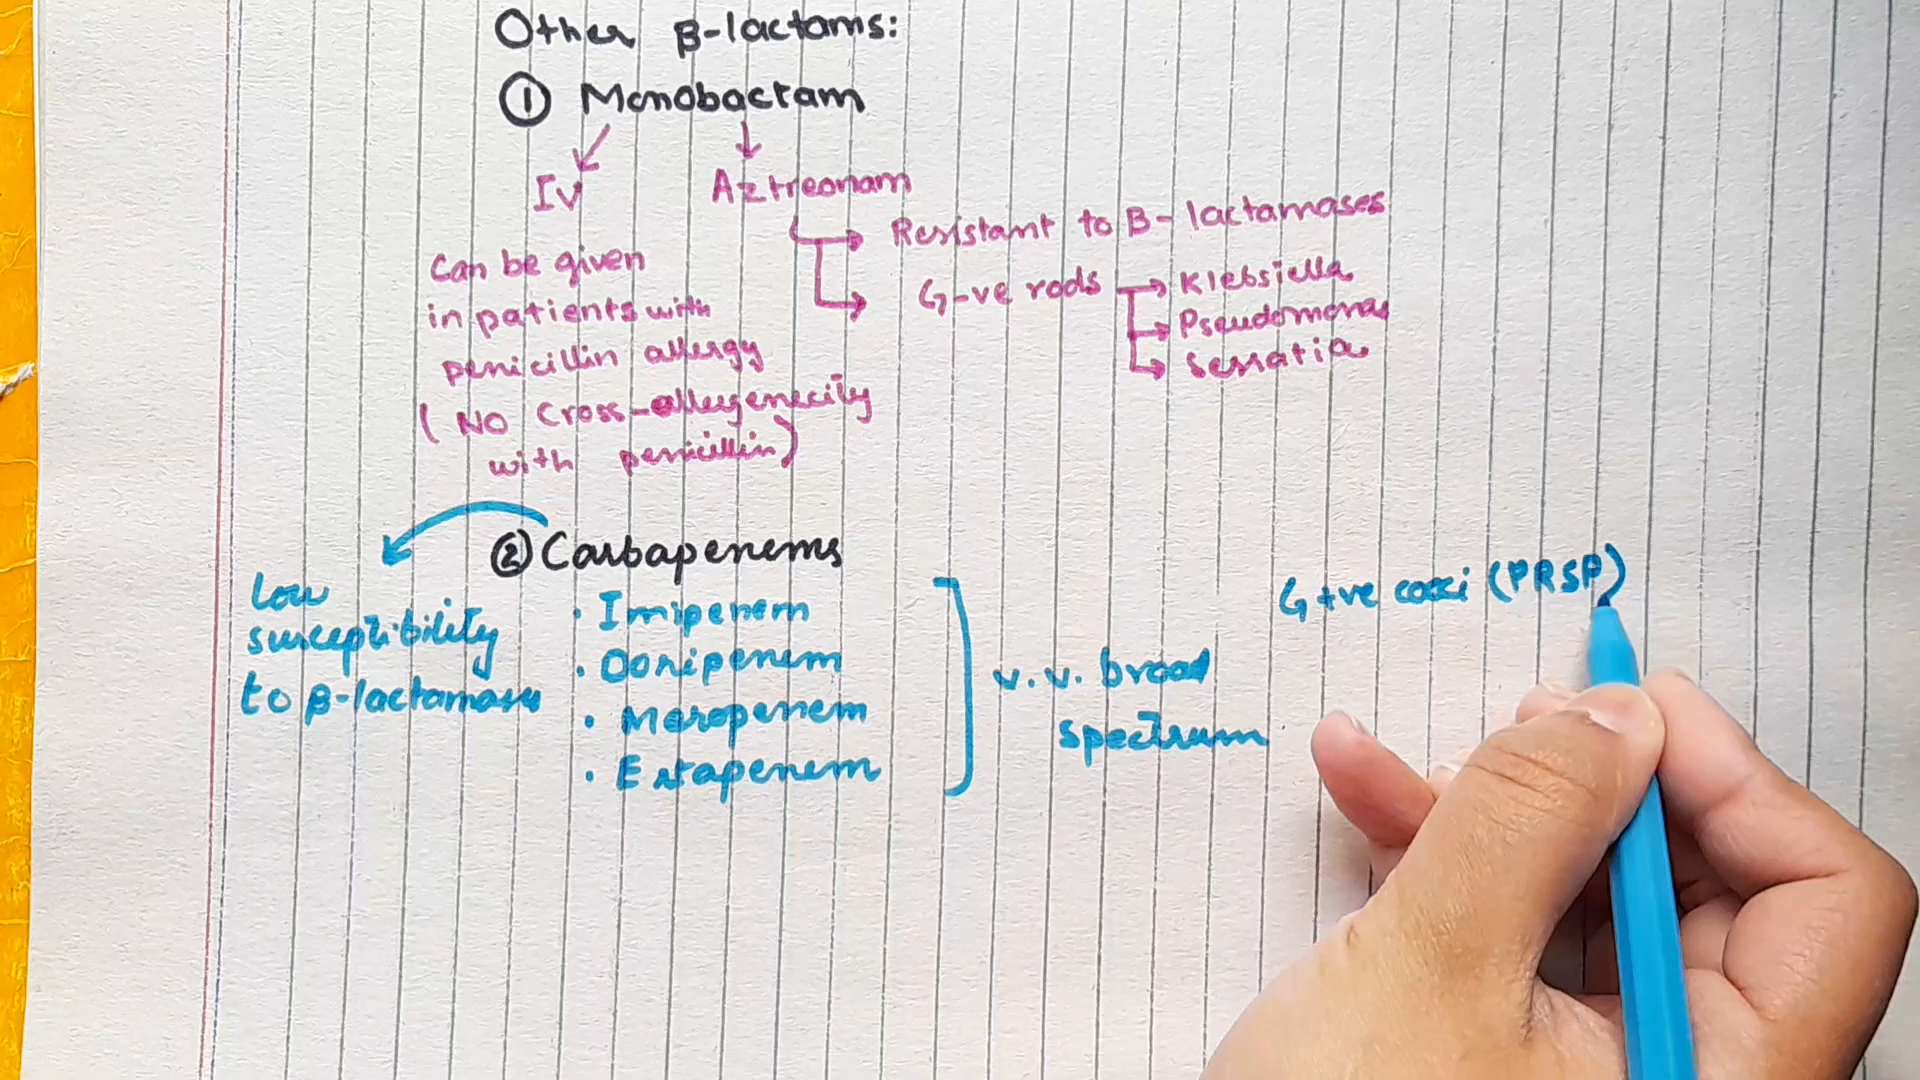 Other β-lactams:
① Monobactam
IV
Aztreonam
Resistant to B-lactamases
G-ve rods
Klebsiella
Pseudomonas
Serratia
Can be given
in patients with
penicillin allergy
(No cross-allergenecity
with penicillin)
② Carbapenems
Low
susceptibility
to β-lactamases
· Imipenem
· Doripenem
· Meropenem
· Ertapenem
v.v. broad
spectrum
G+ve cocci (PRSP)